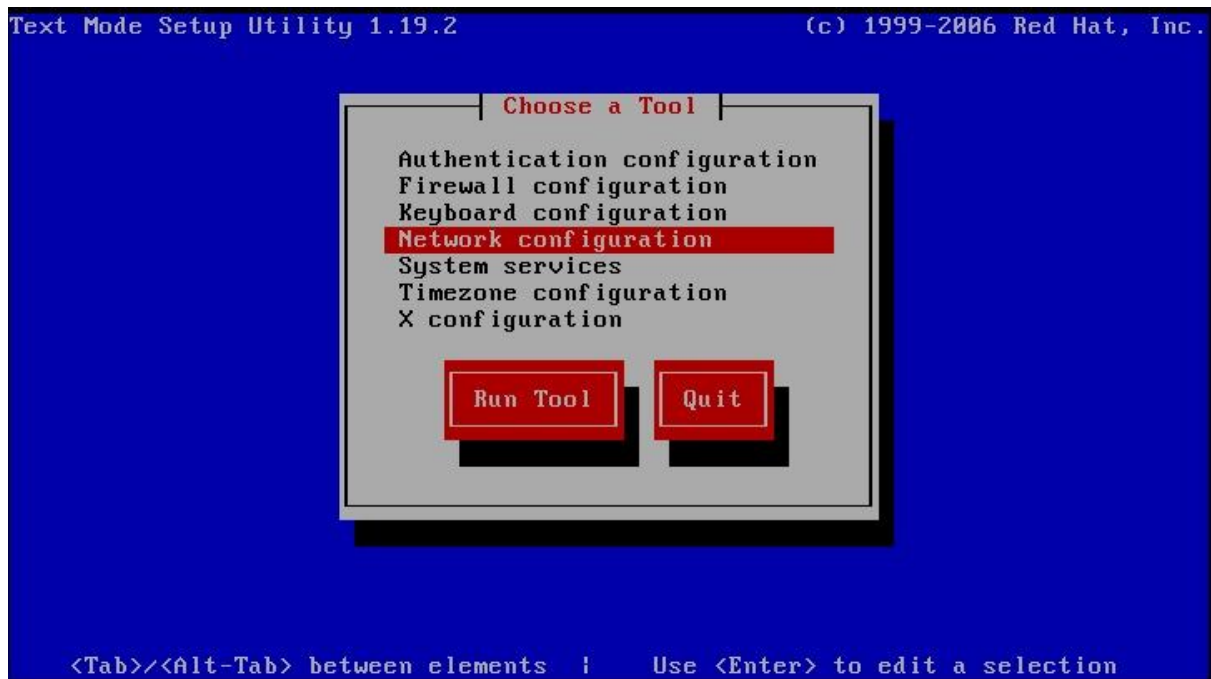 Text Mode Setup Utility 1.19.2 (c) 1999-2006 Red Hat, Inc.
Choose a Tool
Authentication configuration
Firewall configuration
Keyboard configuration
Network configuration
System services
Timezone configuration
X configuration
Run Tool Quit
<Tab>/<Alt-Tab> between elements | Use <Enter> to edit a selection